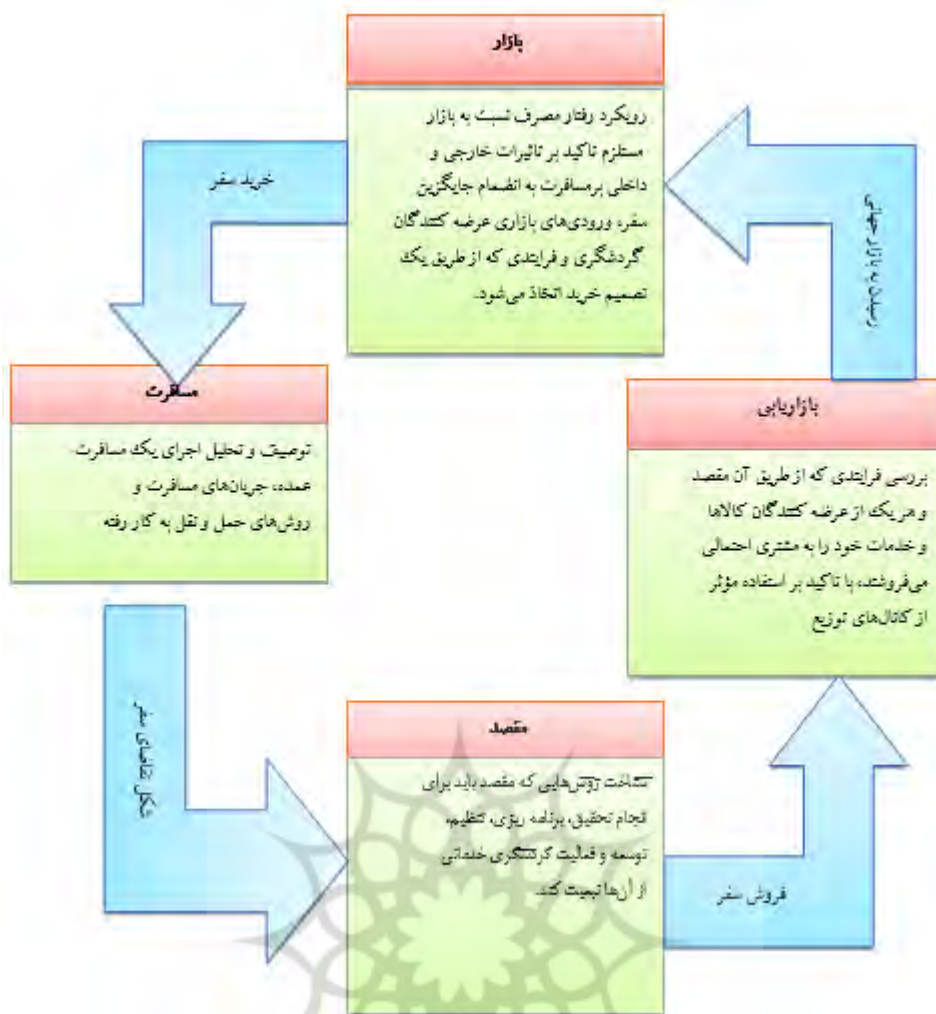 بازار
رویکرد رفتار مصرف نسبت به بازار
مستلزم تاکید بر تاثیرات خارجی و
داخلی برمسافرت به انضمام جایگزین
سفر، ورودی‌های بازاری عرضه کنندگان
گردشگری و فرایندی که از طریق یک
تصمیم خرید اتخاذ می‌شود.
خرید سفر
مسافرت
توصیف و تحلیل اجرای یک مسافرت
عمده، جریان‌های مسافرت و
روش‌های حمل و نقل به کار رفته
شکل تقاضای سفر
مقصد
شناخت روش‌هایی که مقصد باید برای
انجام تحقیق، برنامه ریزی، تنظیم،
توسعه و فعالیت گردشگری خدماتی
از آن‌ها تبعیت کند.
فروش سفر
بازاریابی
بررسی فرایندی که از طریق آن مقصد
و هر یک از عرضه کنندگان کالاها
و خدمات خود را به مشتری احتمالی
می‌فروشند، با تاکید بر استفاده مؤثر
از کانال‌های توزیع
به بازار جهانی